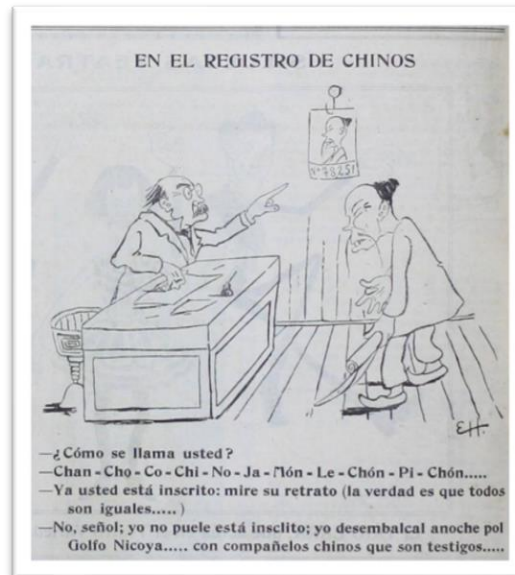 EN EL REGISTRO DE CHINOS
Nº 78251
EH.
—¿Cómo se llama usted?
—Chan - Cho - Co - Chi - No - Ja - Món - Le - Chón - Pi - Chón.....
—Ya usted está inscrito: mire su retrato (la verdad es que todos
son iguales.....)
—No, señol; yo no puele está insclito; yo desembalcal anoche pol
Golfo Nicoya..... con compañelos chinos que son testigos.....